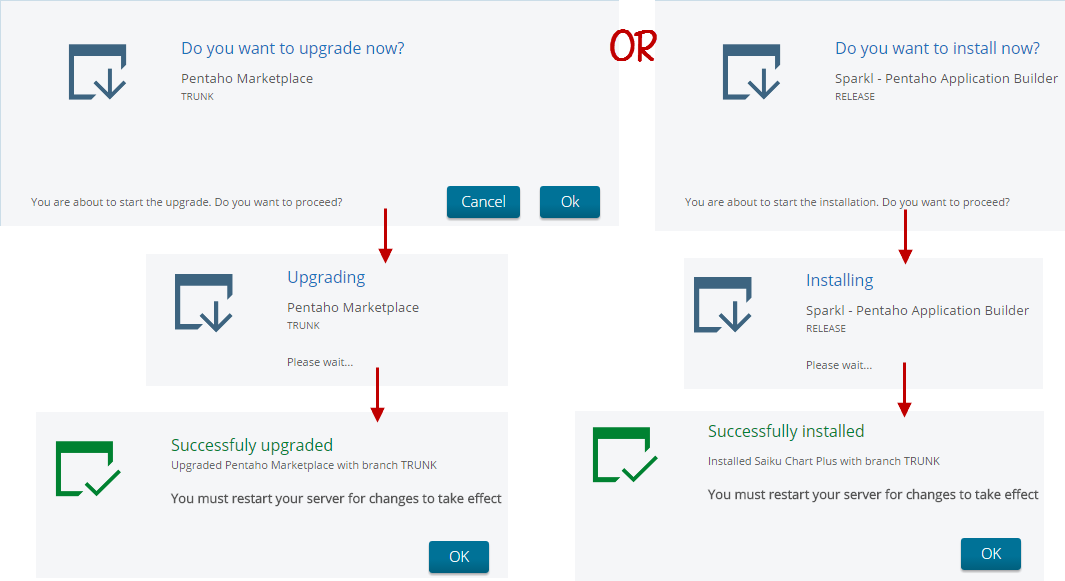 Do you want to upgrade now?
Pentaho Marketplace
TRUNK
You are about to start the upgrade. Do you want to proceed?
Cancel
Ok
OR
Do you want to install now?
Sparkl - Pentaho Application Builder
RELEASE
You are about to start the installation. Do you want to proceed?
Upgrading
Pentaho Marketplace
TRUNK
Please wait...
Installing
Sparkl - Pentaho Application Builder
RELEASE
Please wait...
Successfuly upgraded
Upgraded Pentaho Marketplace with branch TRUNK
You must restart your server for changes to take effect
OK
Successfully installed
Installed Saiku Chart Plus with branch TRUNK
You must restart your server for changes to take effect
OK